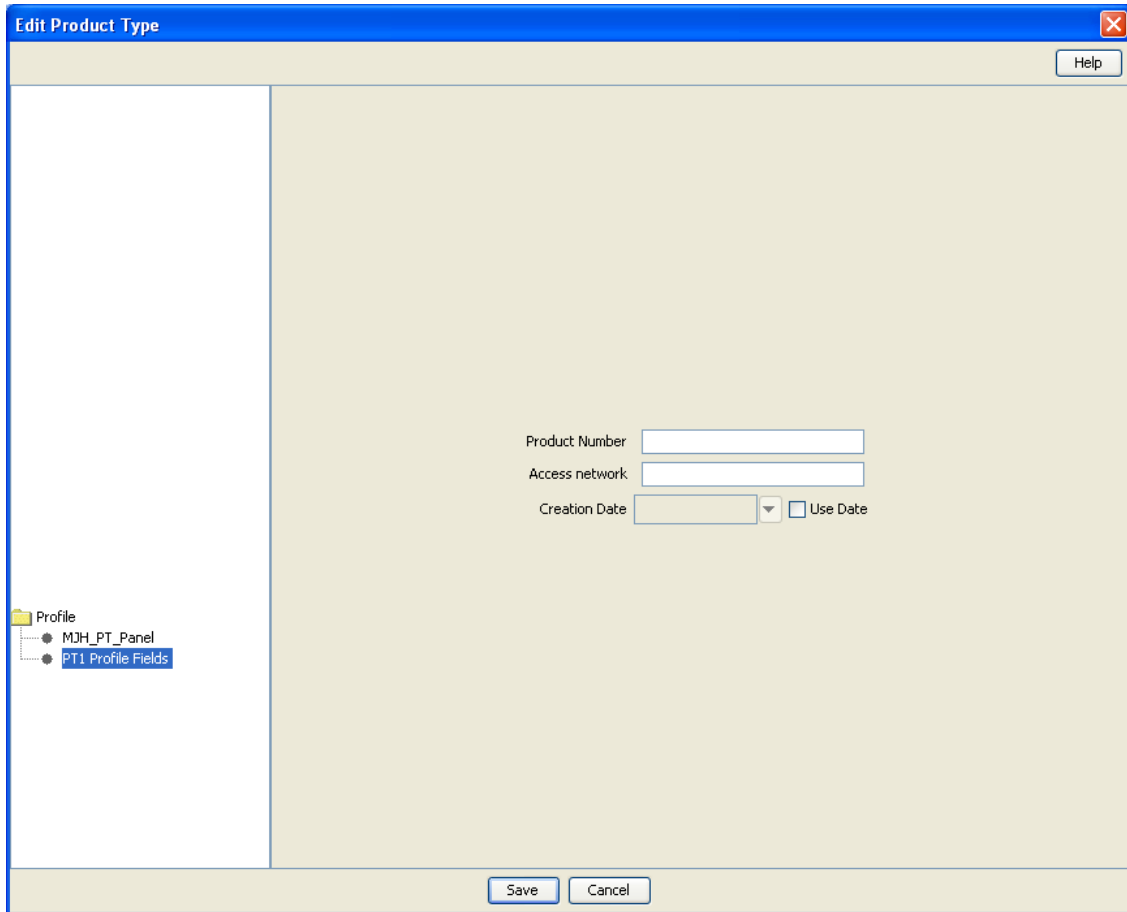 Edit Product Type
Help
Product Number
Access network
Creation Date Use Date
Profile
MJH_PT_Panel
PT1 Profile Fields
Save Cancel